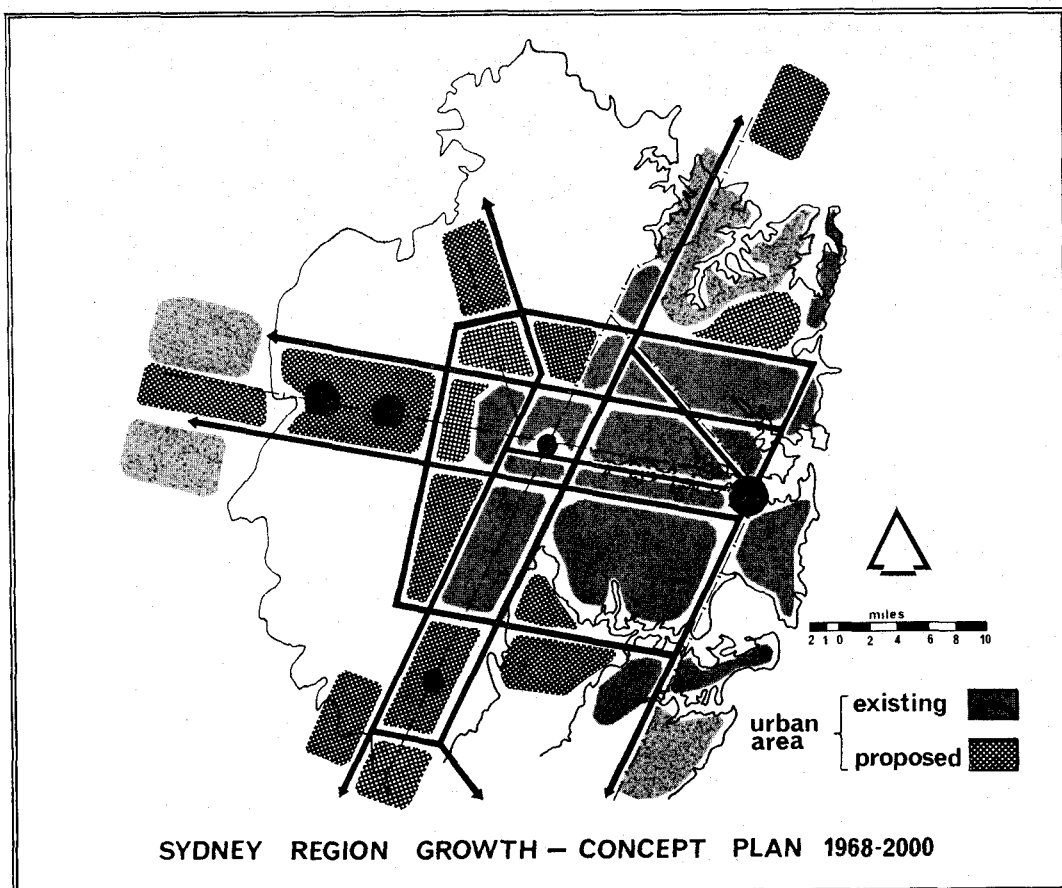 miles
2 1 0 2 4 6 8 10
urban area
existing
proposed
SYDNEY REGION GROWTH – CONCEPT PLAN 1968-2000